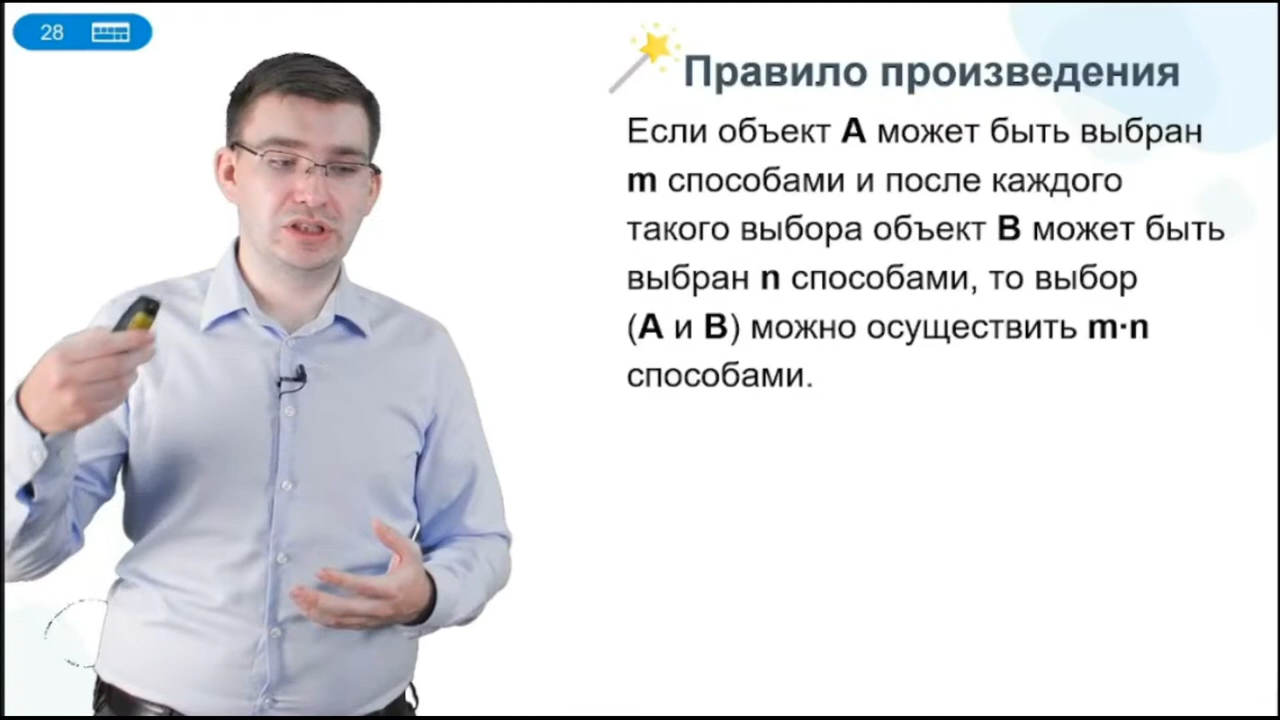 28
Правило произведения
Если объект A может быть выбран
m способами и после каждого
такого выбора объект B может быть
выбран n способами, то выбор
(A и B) можно осуществить m·n
способами.